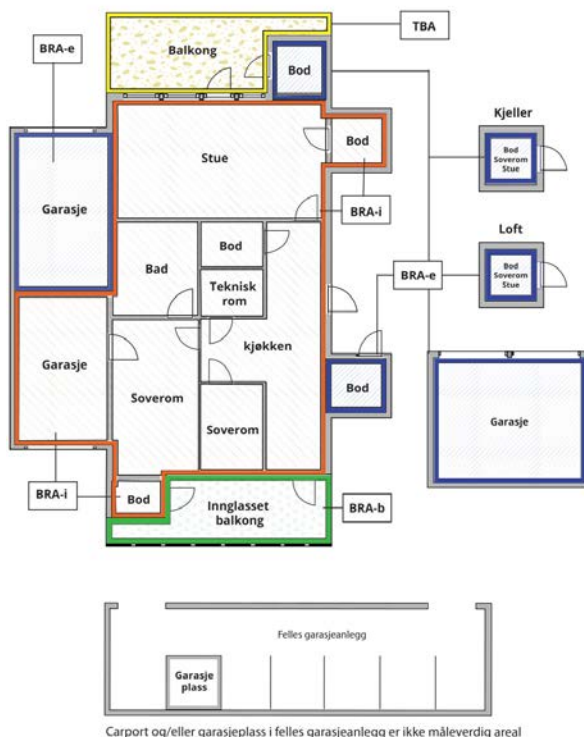 TBA
Balkong
BRA-e
Bod
Kjeller
Bod
Soverom
Stue
Stue
Bod
Garasje
BRA-i
Loft
Bad
Bod
BRA-e
Bod
Soverom
Stue
Teknisk
rom
Garasje
kjøkken
Bod
Garasje
Soverom
Soverom
BRA-i
Bod
Innglasset
balkong
BRA-b
Felles garasjeanlegg
Garasje
plass
Carport og/eller garasjeplass i felles garasjeanlegg er ikke måleverdig areal